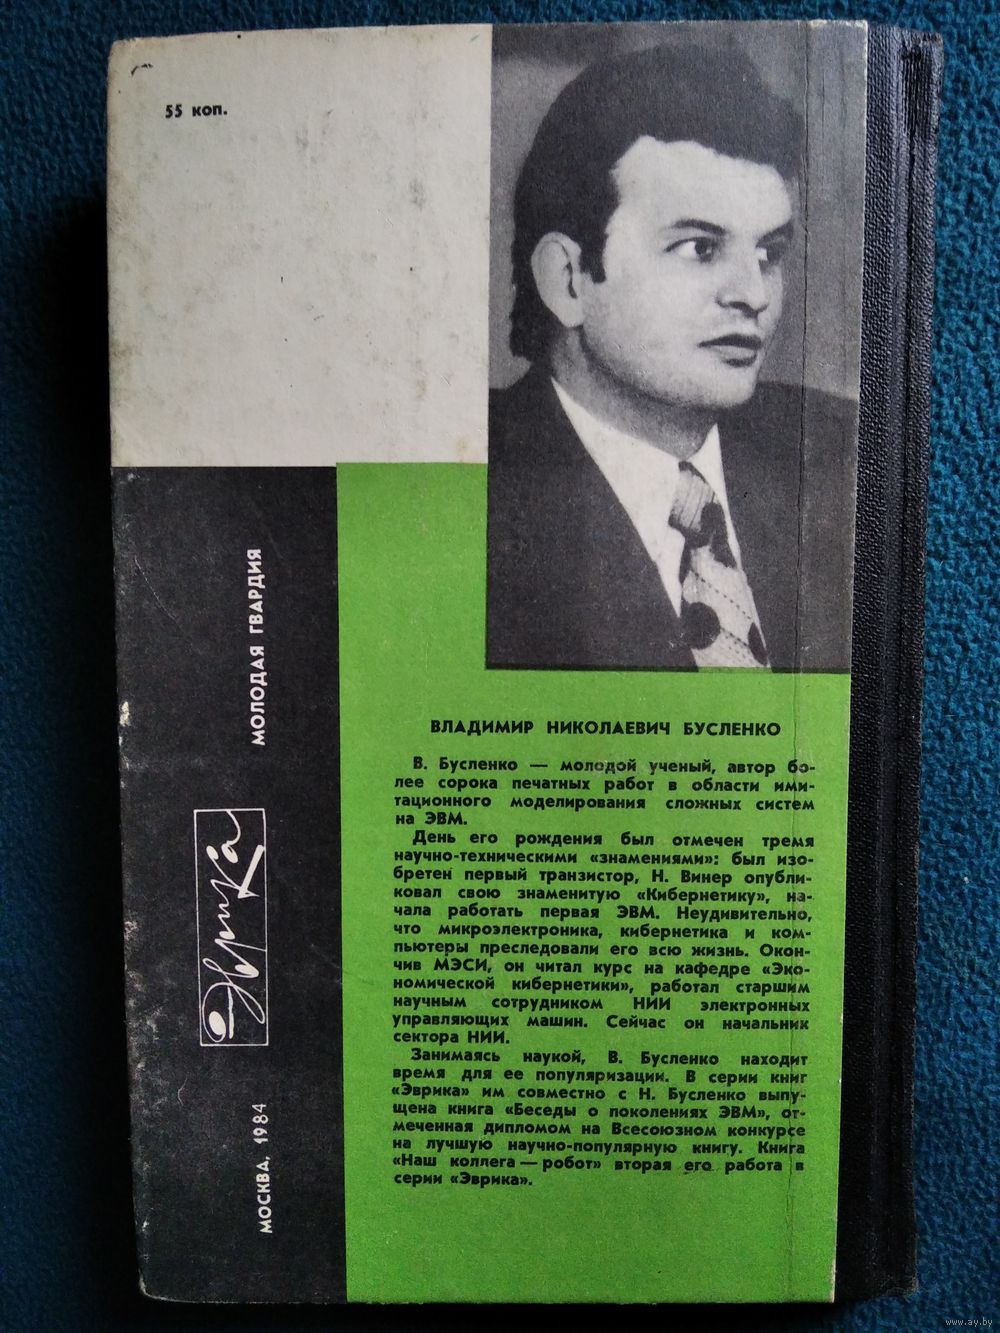 55 коп.
ВЛАДИМИР НИКОЛАЕВИЧ БУСЛЕНКО
В. Бусленко — молодой ученый, автор бо-
лее сорока печатных работ в области ими-
тационного моделирования сложных систем
на ЭВМ.
День его рождения был отмечен тремя
научно-техническими «знамениями»: был изо-
бретен первый транзистор, Н. Винер опубли-
ковал свою знаменитую «Кибернетику», на-
чала работать первая ЭВМ. Неудивительно,
что микроэлектроника, кибернетика и ком-
пьютеры преследовали его всю жизнь. Окон-
чив МЭСИ, он читал курс на кафедре «Эко-
номической кибернетики», работал старшим
научным сотрудником НИИ электронных
управляющих машин. Сейчас он начальник
сектора НИИ.
Занимаясь наукой, В. Бусленко находит
время для ее популяризации. В серии книг
«Эврика» им совместно с Н. Бусленко выпу-
щена книга «Беседы о поколениях ЭВМ», от-
меченная дипломом на Всесоюзном конкурсе
на лучшую научно-популярную книгу. Книга
«Наш коллега — робот» вторая его работа в
серии «Эврика».
МОЛОДАЯ ГВАРДИЯ
Эврика
МОСКВА, 1984
www.ay.by